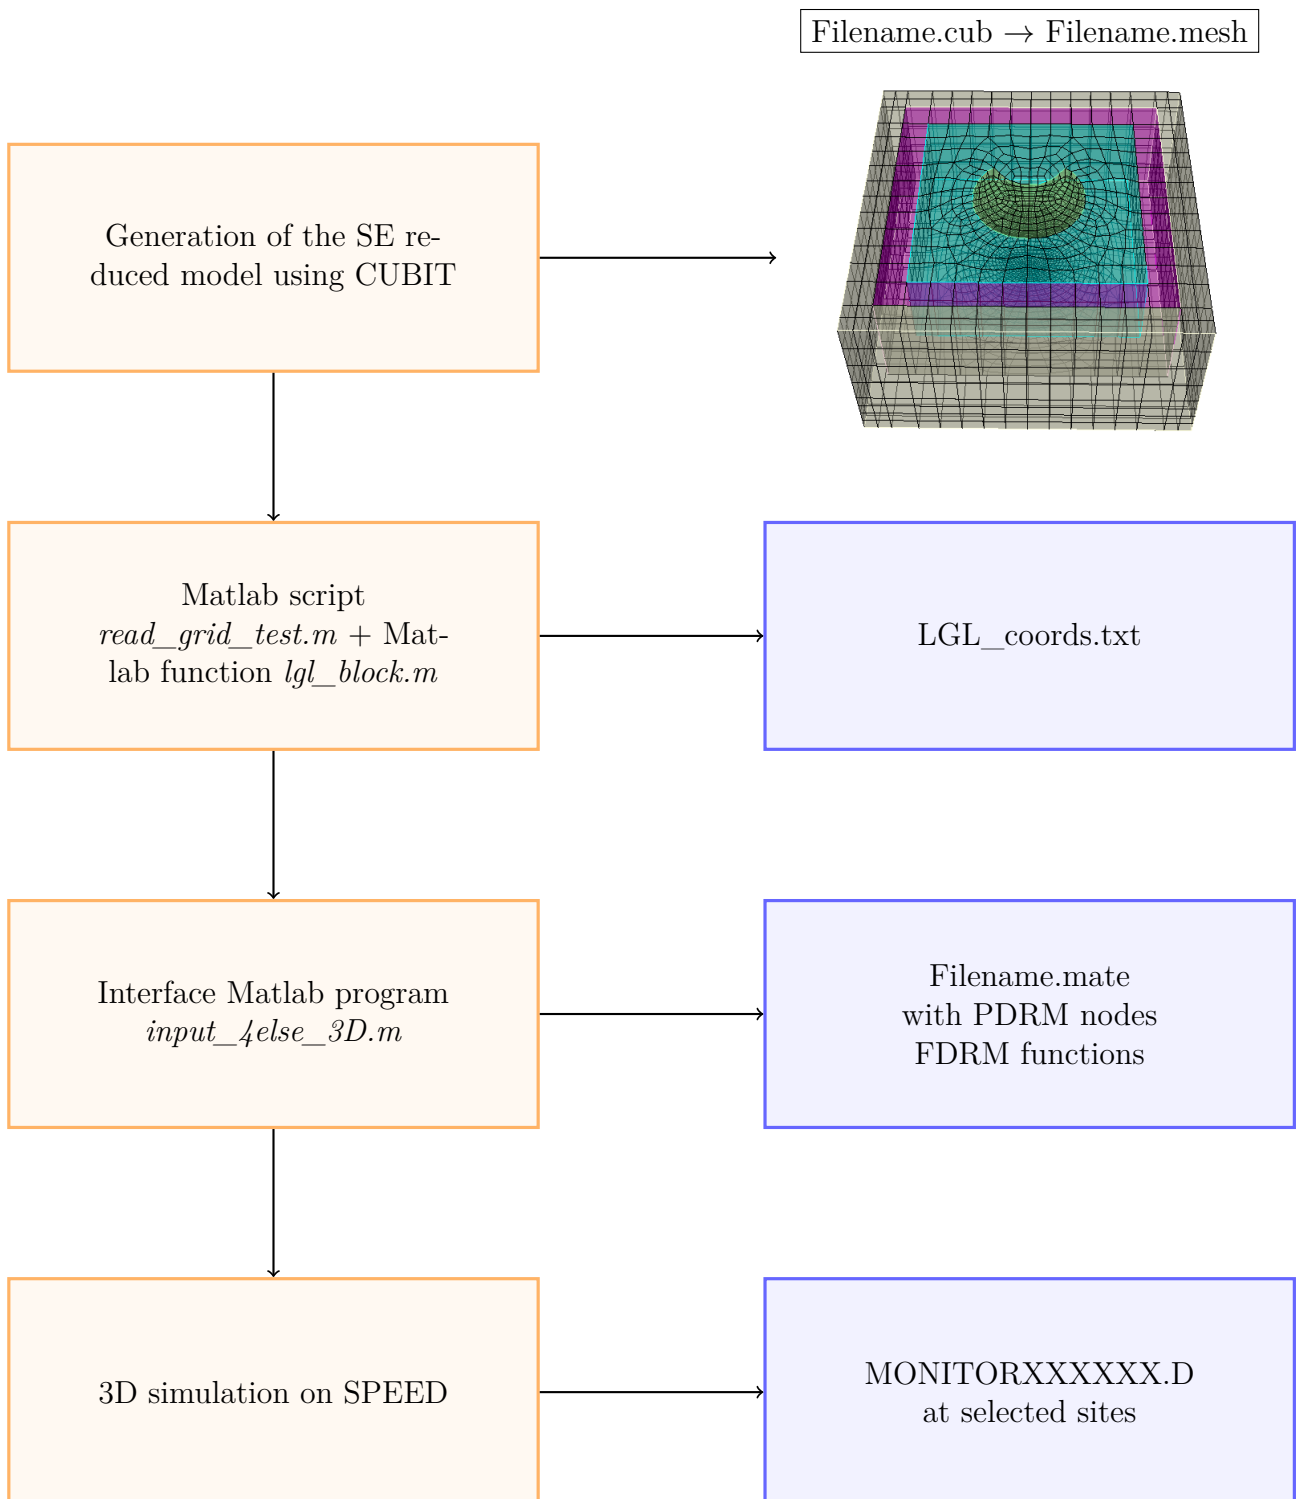 Filename.cub → Filename.mesh
Generation of the SE re-
duced model using CUBIT
Matlab script
read_grid_test.m + Mat-
lab function lgl_block.m
LGL_coords.txt
Interface Matlab program
input_4else_3D.m
Filename.mate
with PDRM nodes
FDRM functions
3D simulation on SPEED
MONITORXXXXXX.D
at selected sites